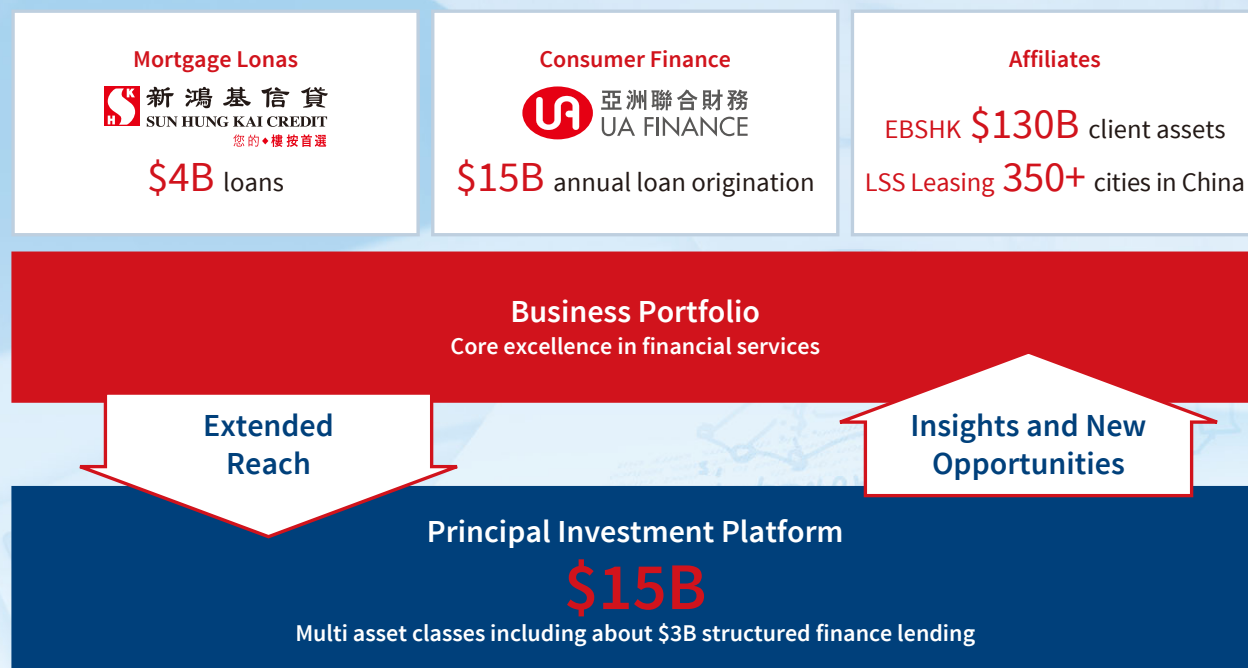 Mortgage Lonas
SHK
新鴻基信貸
SUN HUNG KAI CREDIT
您的◆樓按首選
$4B loans
Consumer Finance
UA
亞洲聯合財務
UA FINANCE
$15B annual loan origination
Affiliates
EBSHK $130B client assets
LSS Leasing 350+ cities in China
Business Portfolio
Core excellence in financial services
Extended
Reach
Insights and New
Opportunities
Principal Investment Platform
$15B
Multi asset classes including about $3B structured finance lending